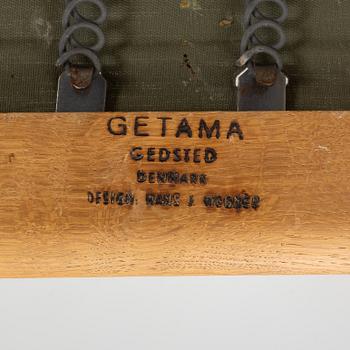 GETAMA
GEDSTED
DENMARK
DESIGN: HANS J. WEGNER